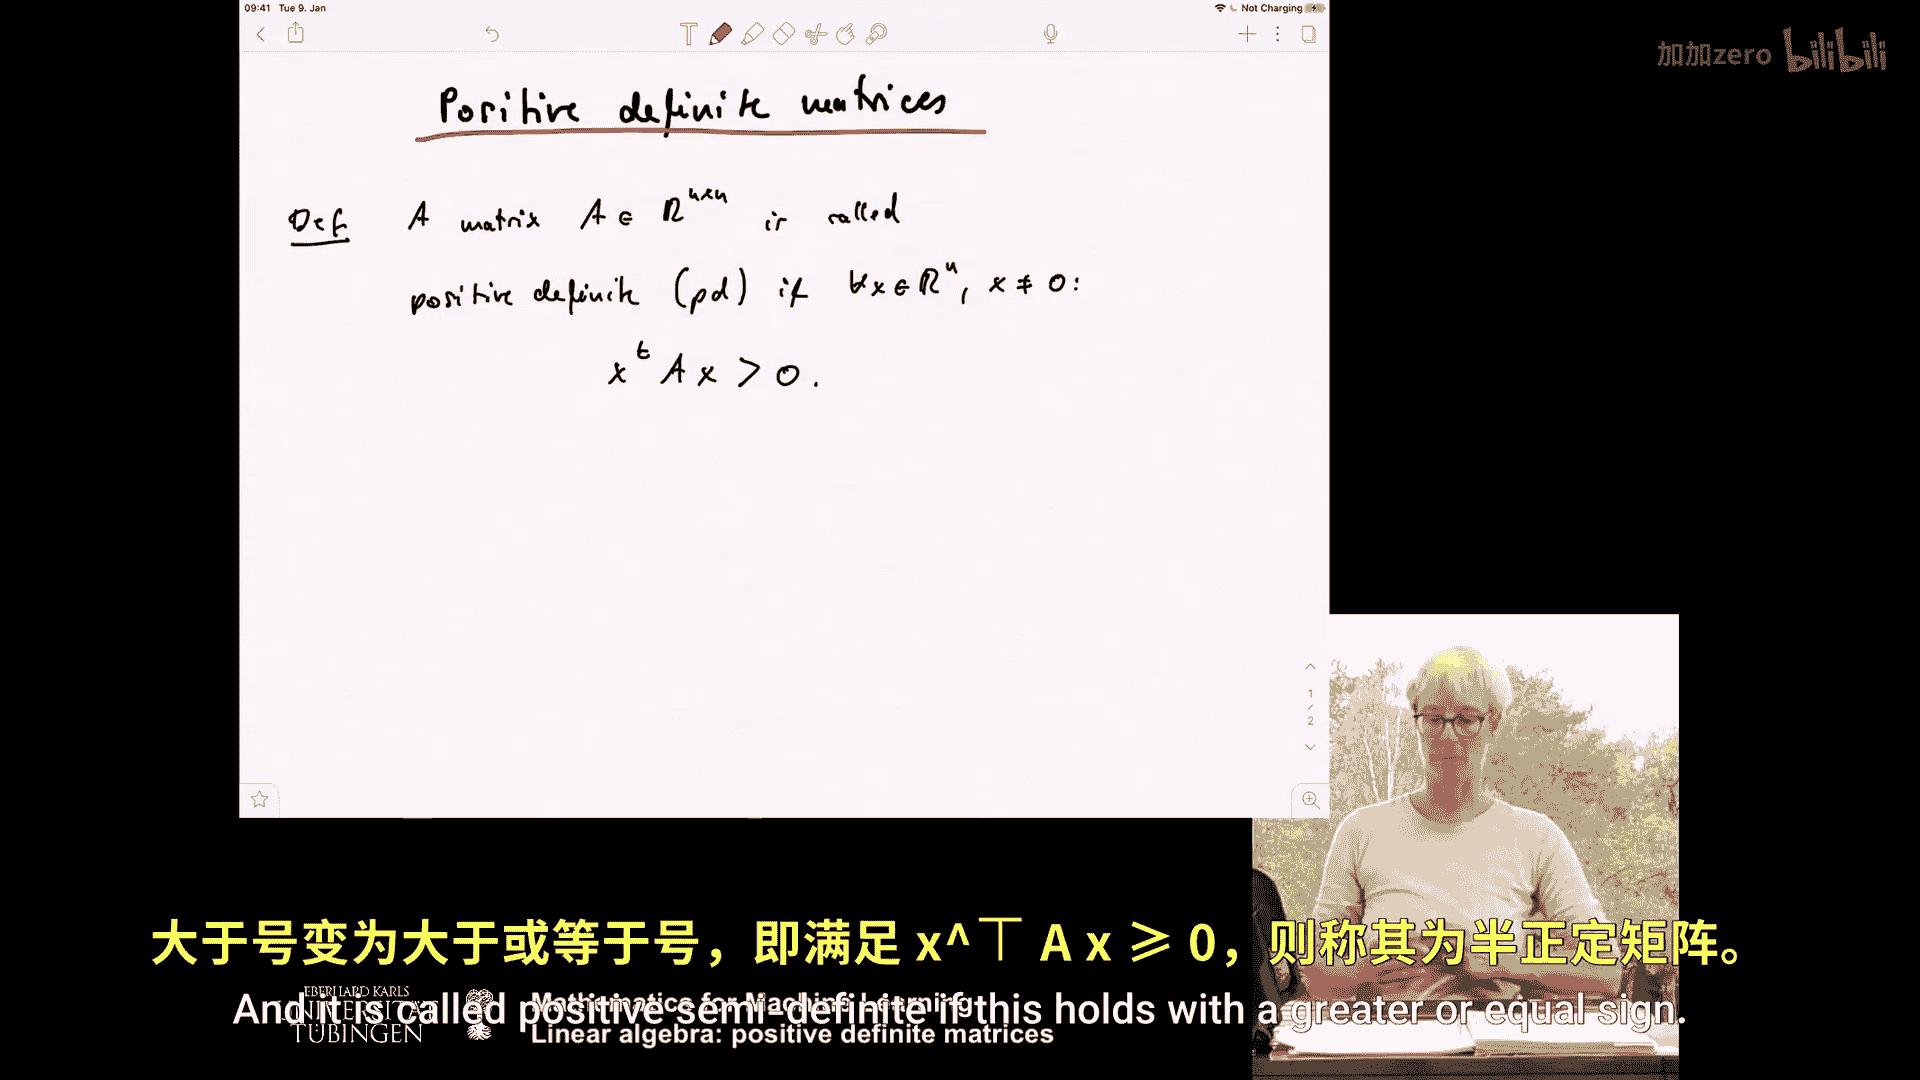 09:41 Tue 9. Jan
Not Charging
加加zero bilibili
Positive definite matrices
Def A matrix A ∈ ℝⁿˣⁿ is called
positive definite (pd) if ∀x ∈ ℝⁿ, x ≠ 0:
xᵗ A x > 0.
1
/
2
大于号变为大于或等于号，即满足 x^⊤ A x ⩾ 0，则称其为半正定矩阵。
EBERHARD KARLS
UNIVERSITÄT
TÜBINGEN
Mathematics for Machine Learning
And it is called positive semi-definite if this holds with a greater or equal sign.
Linear algebra: positive definite matrices